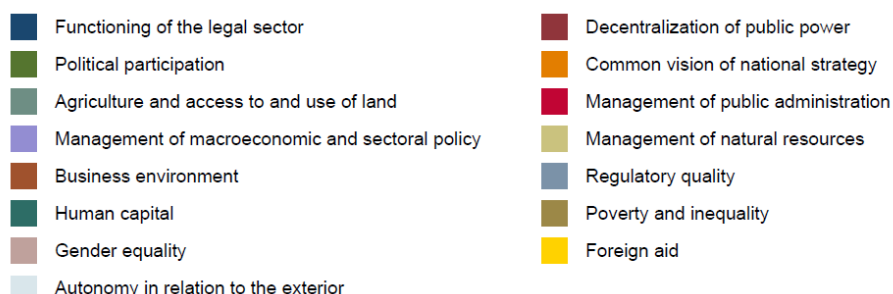 Functioning of the legal sector
Political participation
Agriculture and access to and use of land
Management of macroeconomic and sectoral policy
Business environment
Human capital
Gender equality
Autonomy in relation to the exterior
Decentralization of public power
Common vision of national strategy
Management of public administration
Management of natural resources
Regulatory quality
Poverty and inequality
Foreign aid